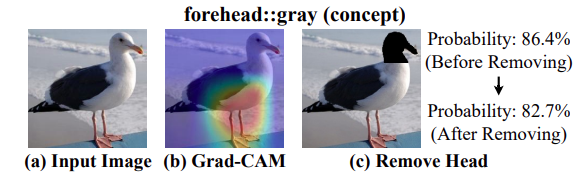 forehead::gray (concept)
Probability: 86.4%
(Before Removing)
Probability: 82.7%
(After Removing)
(a) Input Image (b) Grad-CAM (c) Remove Head